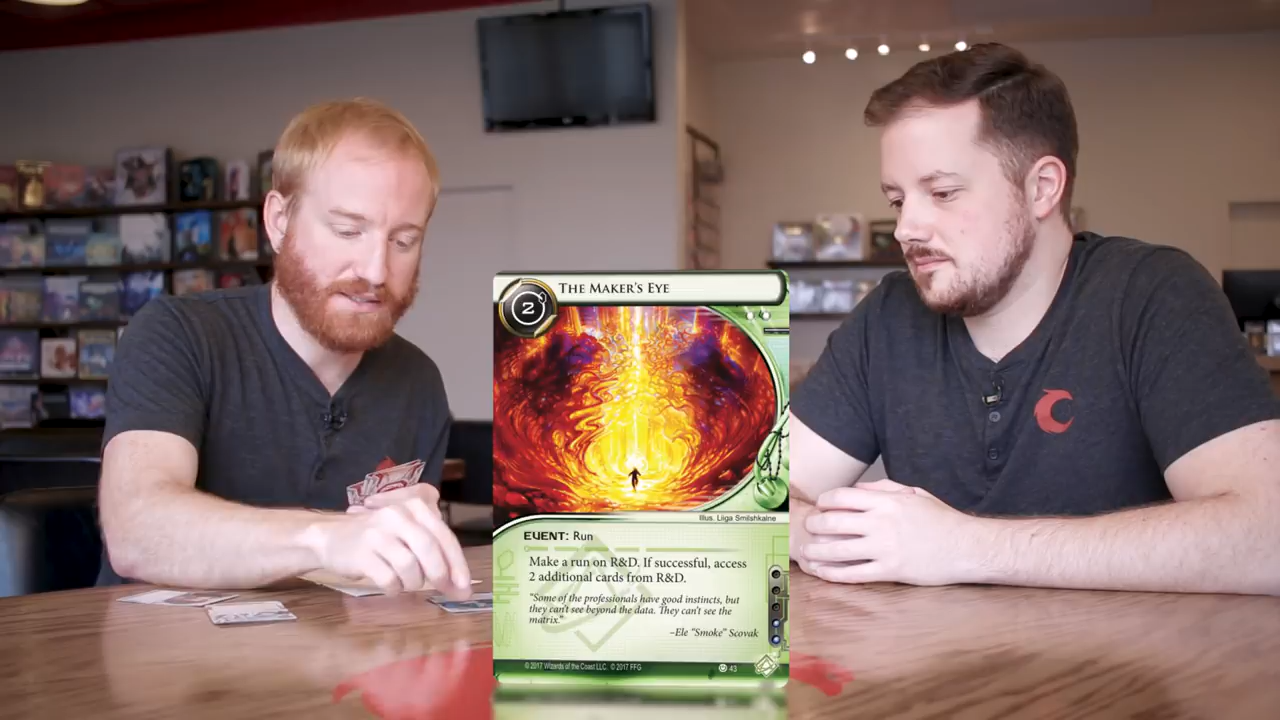 THE MAKER'S EYE
2
Illus. Liiga Smilshkalne
EVENT: Run
Make a run on R&D. If successful, access
2 additional cards from R&D.
"Some of the professionals have good instincts, but
they can't see beyond the data. They can't see the
matrix."
–Ele "Smoke" Scovak
© 2017 Wizards of the Coast LLC. © 2017 FFG
43